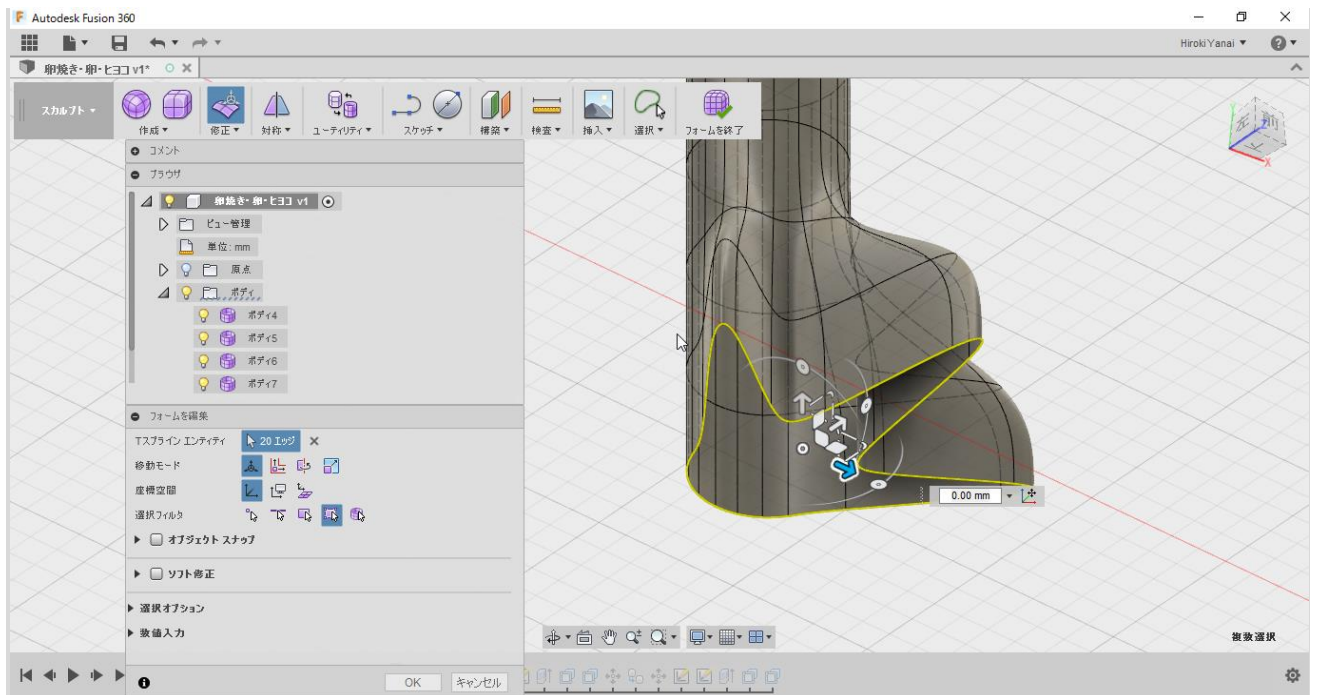 Autodesk Fusion 360
Hiroki Yanai
卵焼き・卵・ヒヨコ v1*
スカルプト
作成 修正 対称 ユーティリティ スケッチ 構築 検査 挿入 選択 フォームを終了
コメント
ブラウザ
卵焼き・卵・ヒヨコ v1
ビュー管理
単位: mm
原点
ボディ
ボディ4
ボディ5
ボディ6
ボディ7
フォームを編集
Tスプライン エンティティ 20 エッジ
移動モード
座標空間
選択フィルタ
オブジェクト スナップ
ソフト修正
選択オプション
数値入力
OK キャンセル
左 前
Y
X
0.00 mm
複数選択